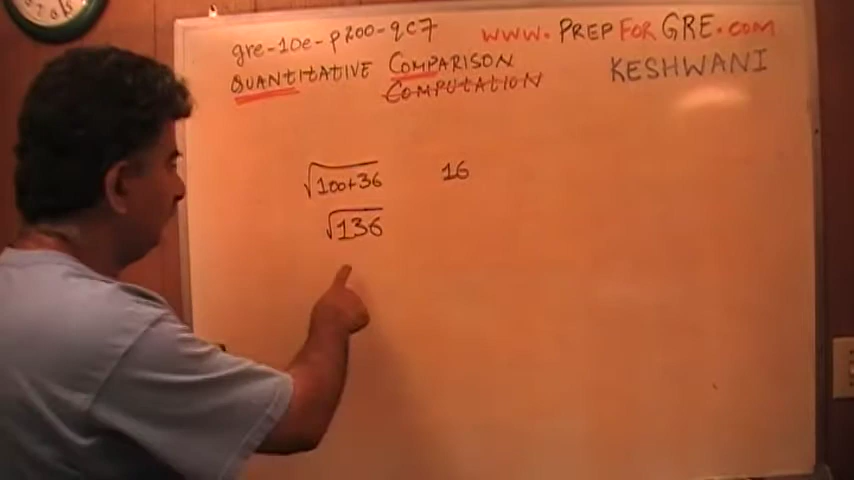 gre-10e-p200-qc7 www.PREPFORGRE.com
QUANTITATIVE COMPARISON KESHWANI
COMPUTATION
√100+36 16
√136